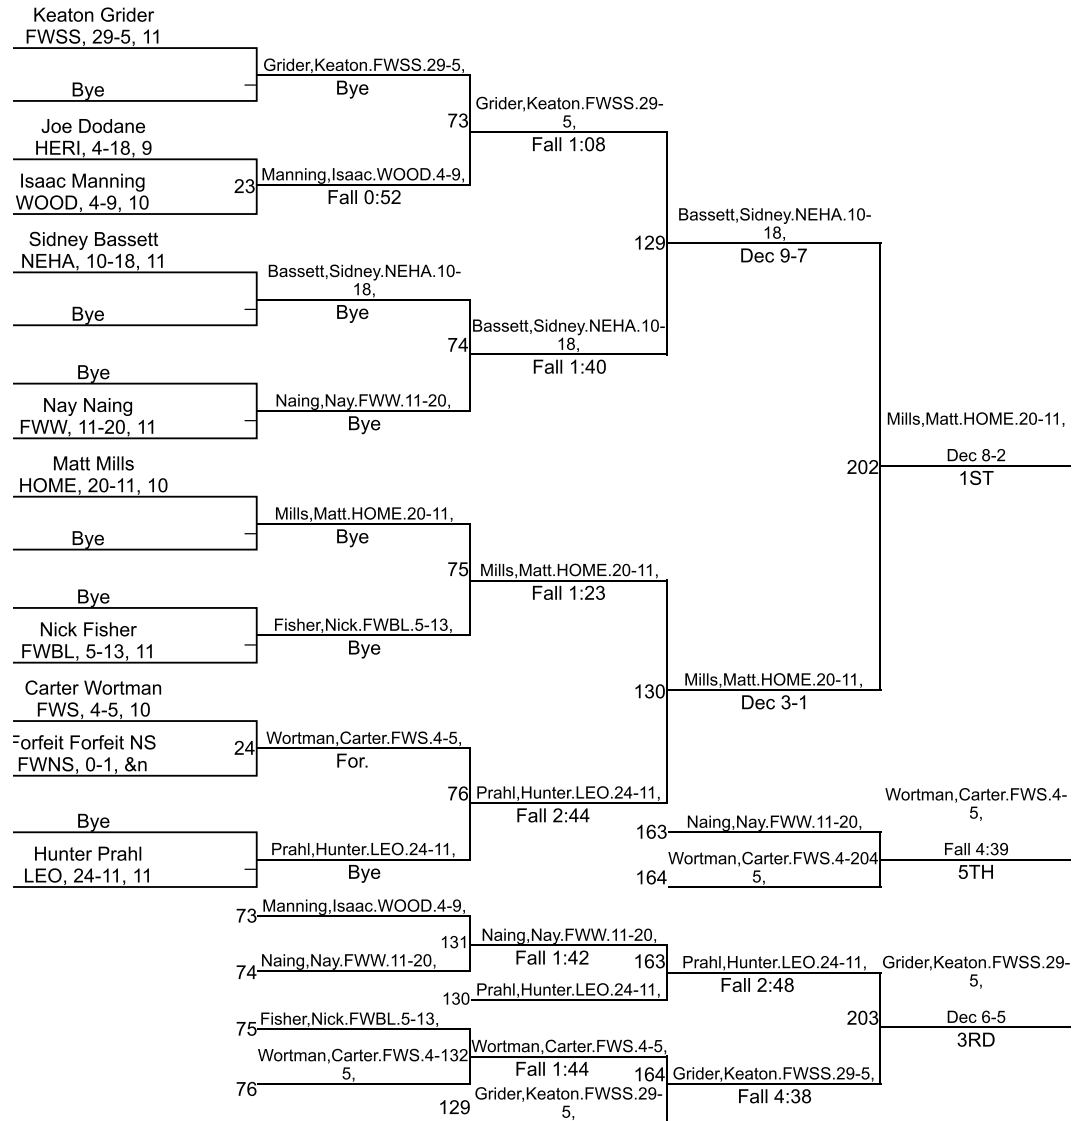 Keaton Grider
FWSS, 29-5, 11
Grider,Keaton.FWSS.29-5,
Bye
Bye
Grider,Keaton.FWSS.29-
5,
73
Fall 1:08
Joe Dodane
HERI, 4-18, 9
Isaac Manning
WOOD, 4-9, 10
23
Manning,Isaac.WOOD.4-9,
Fall 0:52
Bassett,Sidney.NEHA.10-
18,
129
Dec 9-7
Sidney Bassett
NEHA, 10-18, 11
Bassett,Sidney.NEHA.10-
18,
Bye
Bye
Bassett,Sidney.NEHA.10-
18,
74
Fall 1:40
Bye
Nay Naing
FWW, 11-20, 11
Naing,Nay.FWW.11-20,
Bye
Mills,Matt.HOME.20-11,
Dec 8-2
202
1ST
Matt Mills
HOME, 20-11, 10
Mills,Matt.HOME.20-11,
Bye
Bye
75
Mills,Matt.HOME.20-11,
Fall 1:23
Bye
Nick Fisher
FWBL, 5-13, 11
Fisher,Nick.FWBL.5-13,
Bye
130
Mills,Matt.HOME.20-11,
Dec 3-1
Carter Wortman
FWS, 4-5, 10
Forfeit Forfeit NS
FWNS, 0-1, &n
24
Wortman,Carter.FWS.4-5,
For.
76
Prahl,Hunter.LEO.24-11,
Fall 2:44
Bye
Hunter Prahl
LEO, 24-11, 11
Prahl,Hunter.LEO.24-11,
Bye
163
Naing,Nay.FWW.11-20,
Wortman,Carter.FWS.4-204
5,
164
Wortman,Carter.FWS.4-
5,
Fall 4:39
5TH
73
Manning,Isaac.WOOD.4-9,
131
Naing,Nay.FWW.11-20,
Fall 1:42
74
Naing,Nay.FWW.11-20,
163
Prahl,Hunter.LEO.24-11,
Fall 2:48
130
Prahl,Hunter.LEO.24-11,
Grider,Keaton.FWSS.29-
5,
203
Dec 6-5
3RD
75
Fisher,Nick.FWBL.5-13,
Wortman,Carter.FWS.4-132
5,
76
Wortman,Carter.FWS.4-5,
Fall 1:44
164
Grider,Keaton.FWSS.29-5,
Fall 4:38
129
Grider,Keaton.FWSS.29-
5,